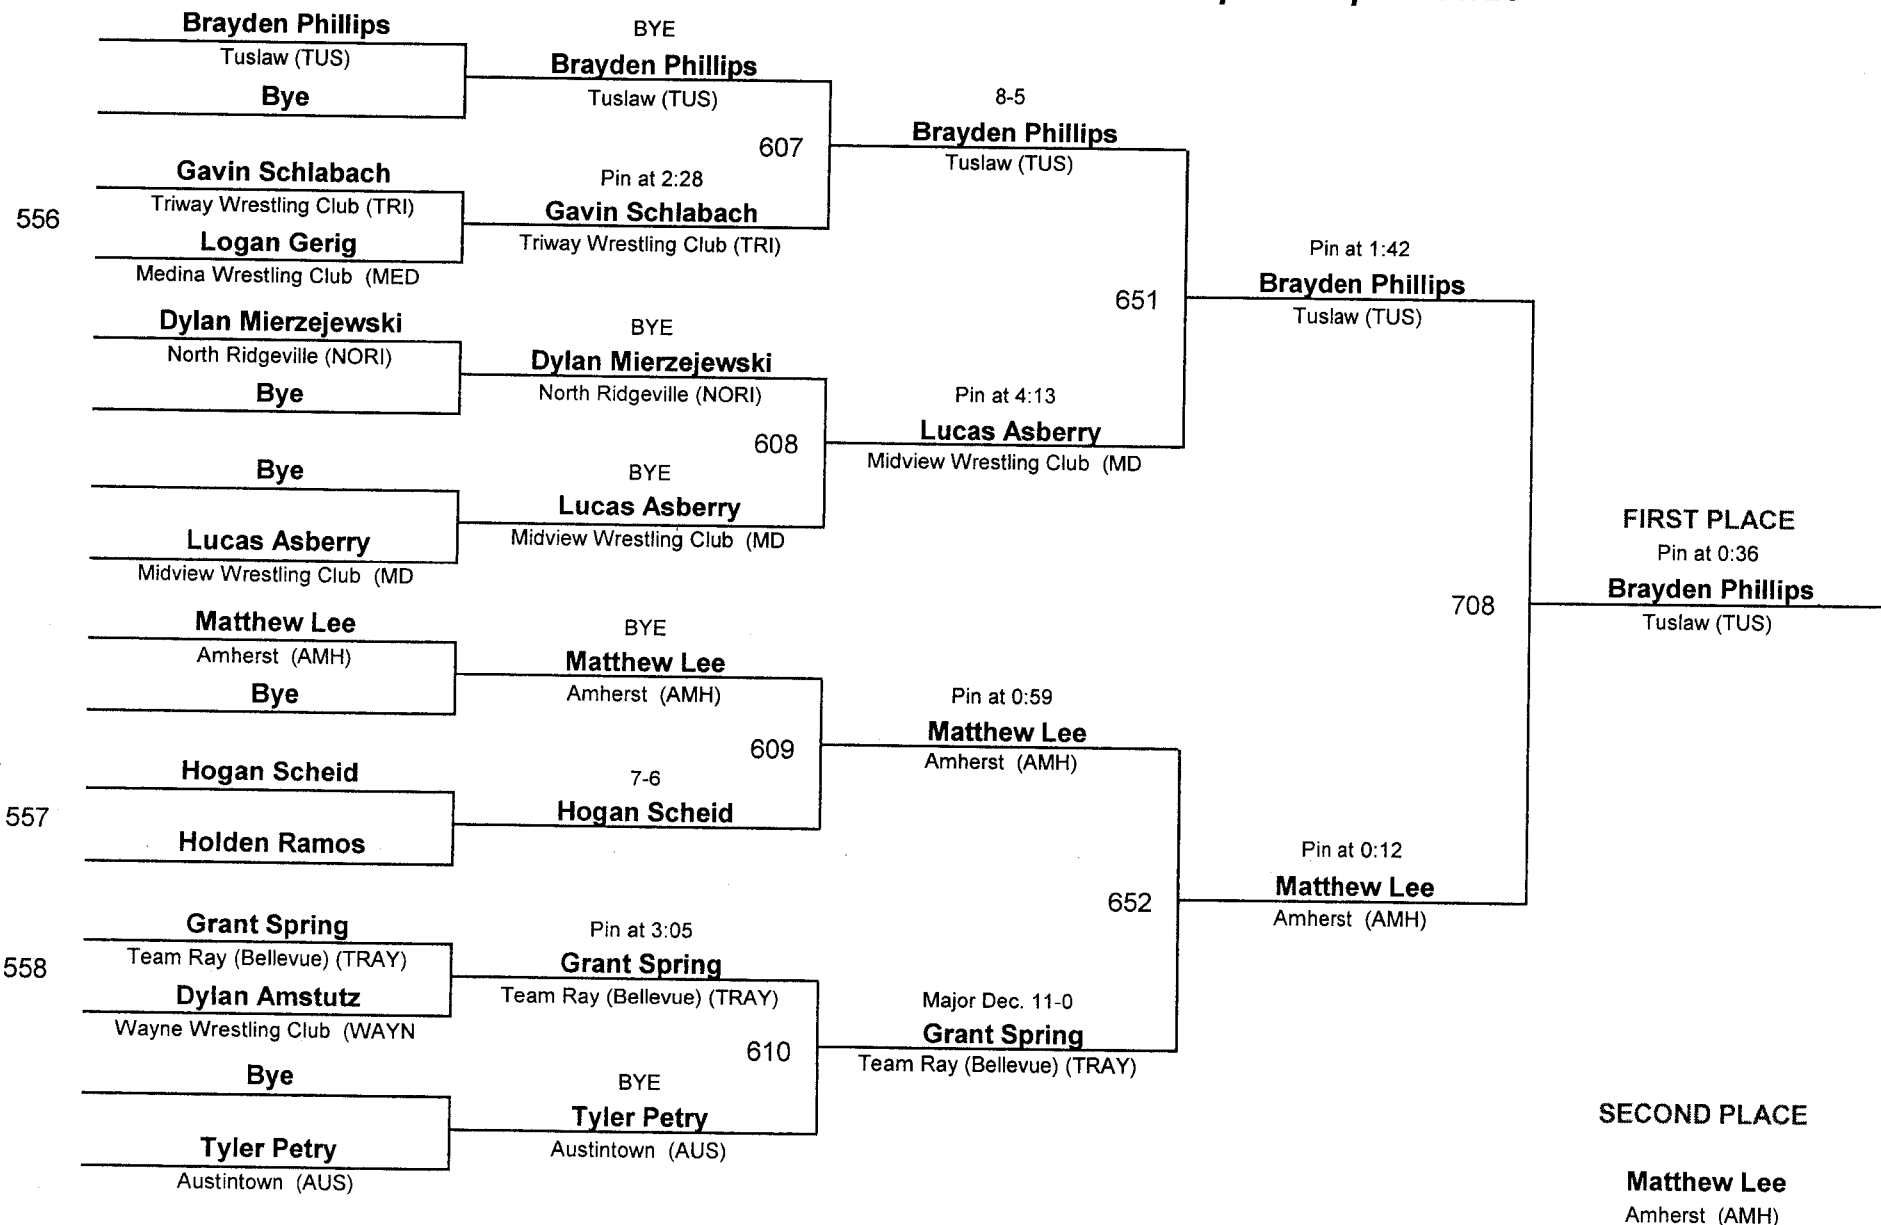 Brayden Phillips
Tuslaw (TUS)
Bye
556
Gavin Schlabach
Triway Wrestling Club (TRI)
Logan Gerig
Medina Wrestling Club (MED
Dylan Mierzejewski
North Ridgeville (NORI)
Bye
Bye
Lucas Asberry
Midview Wrestling Club (MD
Matthew Lee
Amherst (AMH)
Bye
557
Hogan Scheid
Holden Ramos
558
Grant Spring
Team Ray (Bellevue) (TRAY)
Dylan Amstutz
Wayne Wrestling Club (WAYN
Bye
Tyler Petry
Austintown (AUS)
BYE
Brayden Phillips
Tuslaw (TUS)
607
Pin at 2:28
Gavin Schlabach
Triway Wrestling Club (TRI)
BYE
Dylan Mierzejewski
North Ridgeville (NORI)
608
BYE
Lucas Asberry
Midview Wrestling Club (MD
BYE
Matthew Lee
Amherst (AMH)
609
7-6
Hogan Scheid
Pin at 3:05
Grant Spring
Team Ray (Bellevue) (TRAY)
610
BYE
Tyler Petry
Austintown (AUS)
8-5
Brayden Phillips
Tuslaw (TUS)
651
Pin at 4:13
Lucas Asberry
Midview Wrestling Club (MD
Pin at 0:59
Matthew Lee
Amherst (AMH)
652
Major Dec. 11-0
Grant Spring
Team Ray (Bellevue) (TRAY)
Pin at 1:42
Brayden Phillips
Tuslaw (TUS)
708
Pin at 0:12
Matthew Lee
Amherst (AMH)
FIRST PLACE
Pin at 0:36
Brayden Phillips
Tuslaw (TUS)
SECOND PLACE
Matthew Lee
Amherst (AMH)